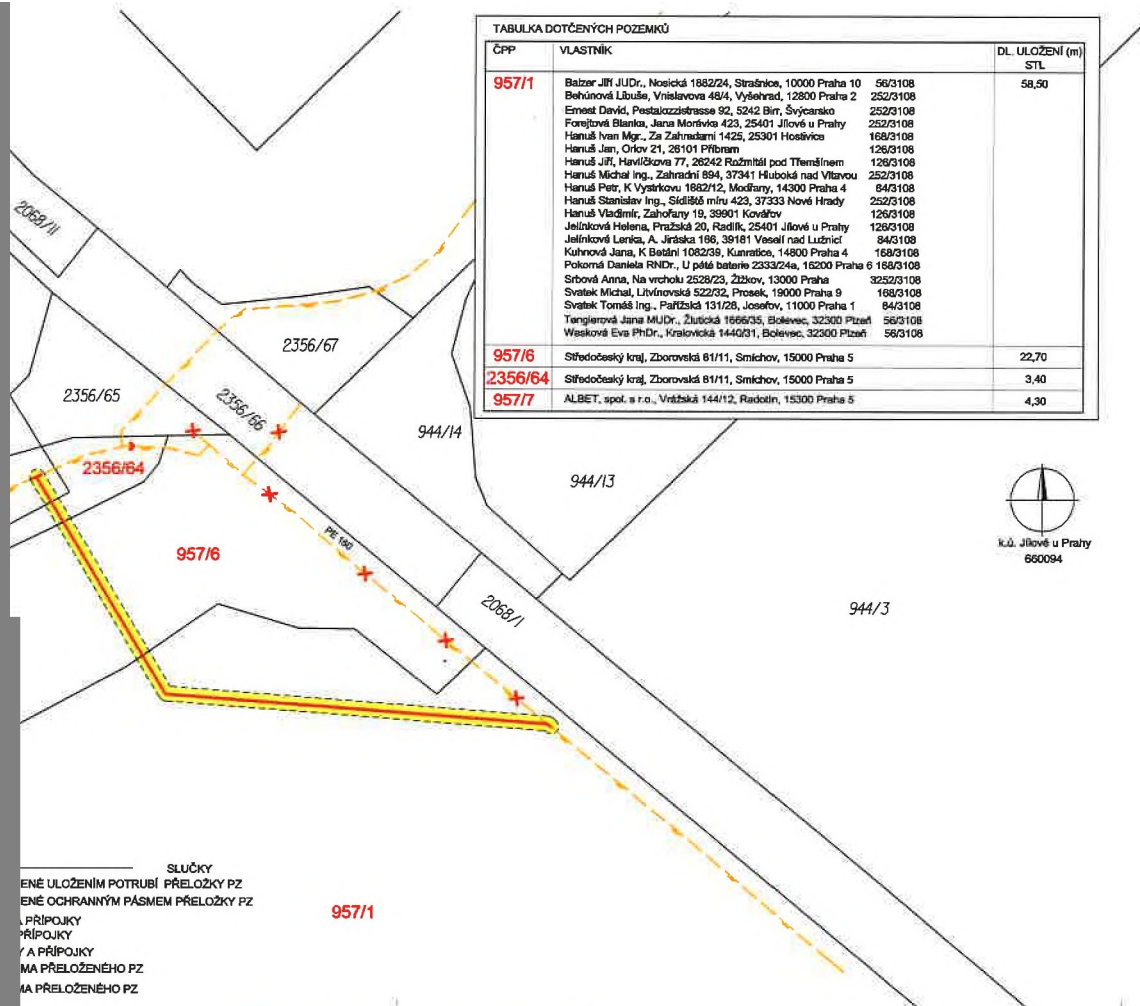 TABULKA DOTČENÝCH POZEMKŮ
ČPP VLASTNÍK DL. ULOŽENÍ (m)
STL
957/1 Balzer Jiří JUDr., Nosická 1882/24, Strašnice, 10000 Praha 10 56/3108 58,50
Behúnová Libuše, Vnislavova 48/4, Vyšehrad, 12800 Praha 2 252/3108
Ernest David, Pestalozzistrasse 92, 5242 Birr, Švýcarsko 252/3108
Forejtová Blanka, Jana Morávka 423, 25401 Jílové u Prahy 252/3108
Hanuš Ivan Mgr., Za Zahradami 1425, 25301 Hostivice 168/3108
Hanuš Jan, Orlov 21, 26101 Příbram 126/3108
Hanuš Jiří, Havlíčkova 77, 26242 Rožmitál pod Třemšínem 126/3108
Hanuš Michal Ing., Zahradní 894, 37341 Hluboká nad Vltavou 252/3108
Hanuš Petr, K Vystrkovu 1882/12, Modřany, 14300 Praha 4 84/3108
Hanuš Stanislav Ing., Sídliště míru 423, 37333 Nové Hrady 252/3108
Hanuš Vladimír, Zahořany 19, 39901 Kovářov 126/3108
Jelínková Helena, Pražská 20, Radlík, 25401 Jílové u Prahy 126/3108
Jelínková Lenka, A. Jiráska 166, 39181 Veselí nad Lužnicí 84/3108
Kuhnová Jana, K Betáni 1082/39, Kunratice, 14800 Praha 4 168/3108
Pokorná Daniela RNDr., U páté baterie 2333/24a, 16200 Praha 6 168/3108
Srbová Anna, Na vrcholu 2528/23, Žižkov, 13000 Praha 3252/3108
Svatek Michal, Litvínovská 522/32, Prosek, 19000 Praha 9 168/3108
Svatek Tomáš Ing., Pařížská 131/28, Josefov, 11000 Praha 1 84/3108
Tenglerová Jana MUDr., Žlutická 1666/35, Bolevec, 32300 Plzeň 56/3108
Wasková Eva PhDr., Kralovická 1440/31, Bolevec, 32300 Plzeň 56/3108
957/6 Středočeský kraj, Zborovská 81/11, Smíchov, 15000 Praha 5 22,70
2356/64 Středočeský kraj, Zborovská 81/11, Smíchov, 15000 Praha 5 3,40
957/7 ALBET, spol. s r.o., Vrážská 144/12, Radotín, 15300 Praha 5 4,30
2068/11
2356/67
2356/65
2356/66
944/14
2356/64
944/13
PE 160
957/6
k.ú. Jílové u Prahy
660094
2068/1
944/3
SLUČKY
ENÉ ULOŽENÍM POTRUBÍ PŘELOŽKY PZ
ENÉ OCHRANNÝM PÁSMEM PŘELOŽKY PZ
957/1
A PŘÍPOJKY
PŘÍPOJKY
Y A PŘÍPOJKY
MA PŘELOŽENÉHO PZ
MA PŘELOŽENÉHO PZ